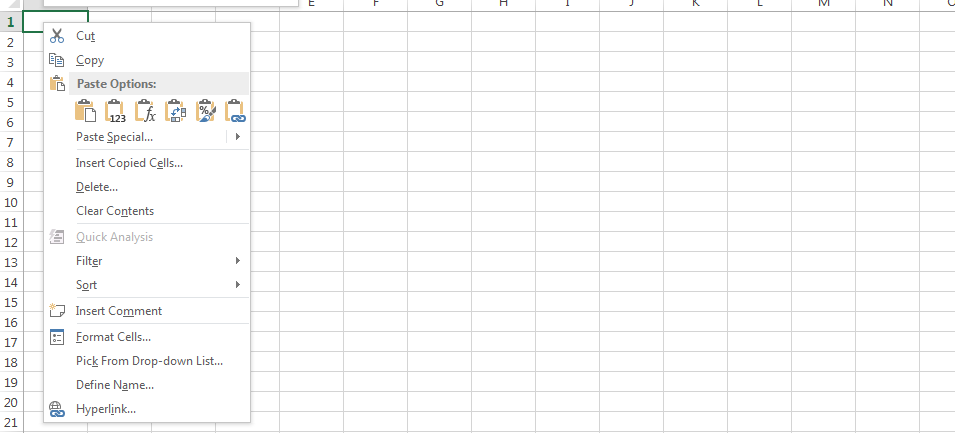 E F G H I J K L M N O
1
Cut
2
3
Copy
4
Paste Options:
5
123 fx %
6
7
Paste Special...
8
Insert Copied Cells...
9
Delete...
10
Clear Contents
11
12
Quick Analysis
13
Filter
14
Sort
15
Insert Comment
16
17
Format Cells...
18
Pick From Drop-down List...
19
Define Name...
20
Hyperlink...
21